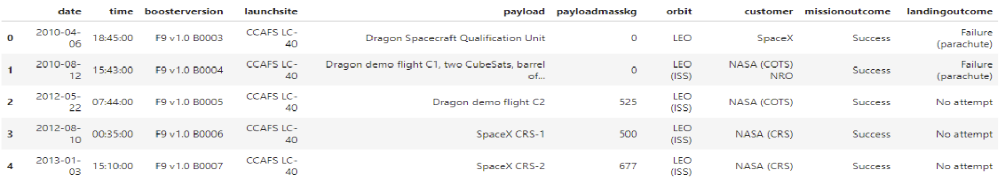 date time boosterversion launchsite payload payloadmasskg orbit customer missionoutcome landingoutcome
0 2010-04-06 18:45:00 F9 v1.0 B0003 CCAFS LC-40 Dragon Spacecraft Qualification Unit 0 LEO SpaceX Success Failure (parachute)
1 2010-08-12 15:43:00 F9 v1.0 B0004 CCAFS LC-40 Dragon demo flight C1, two CubeSats, barrel of... 0 LEO (ISS) NASA (COTS) NRO Success Failure (parachute)
2 2012-05-22 07:44:00 F9 v1.0 B0005 CCAFS LC-40 Dragon demo flight C2 525 LEO (ISS) NASA (COTS) Success No attempt
3 2012-08-10 00:35:00 F9 v1.0 B0006 CCAFS LC-40 SpaceX CRS-1 500 LEO (ISS) NASA (CRS) Success No attempt
4 2013-01-03 15:10:00 F9 v1.0 B0007 CCAFS LC-40 SpaceX CRS-2 677 LEO (ISS) NASA (CRS) Success No attempt